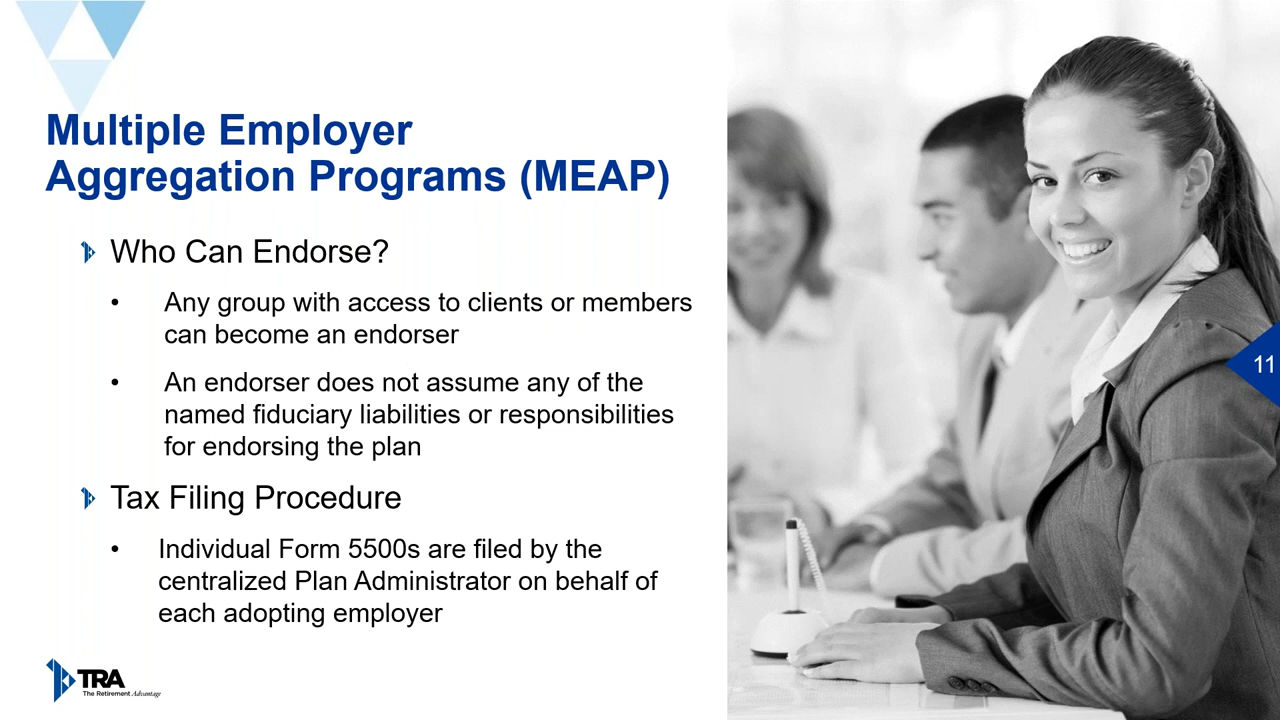 Multiple Employer
Aggregation Programs (MEAP)
Who Can Endorse?
• Any group with access to clients or members
can become an endorser
• An endorser does not assume any of the
named fiduciary liabilities or responsibilities
for endorsing the plan
Tax Filing Procedure
• Individual Form 5500s are filed by the
centralized Plan Administrator on behalf of
each adopting employer
11
TRA
The Retirement Advantage